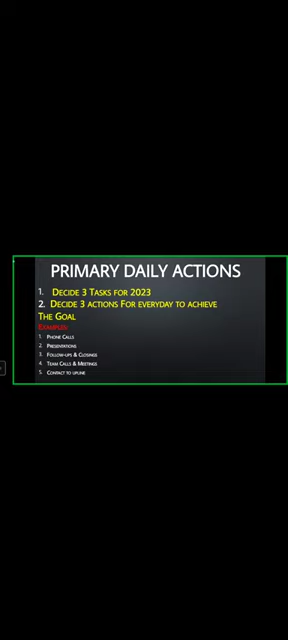 PRIMARY DAILY ACTIONS
1. DECIDE 3 TASKS FOR 2023
2. DECIDE 3 ACTIONS FOR EVERYDAY TO ACHIEVE
THE GOAL
EXAMPLES
1. PHONE CALLS
2. PRESENTATIONS
3. FOLLOW-UPS & CLOSINGS
4. TEAM CALLS & MEETINGS
5. CONTACT TO UPLINE